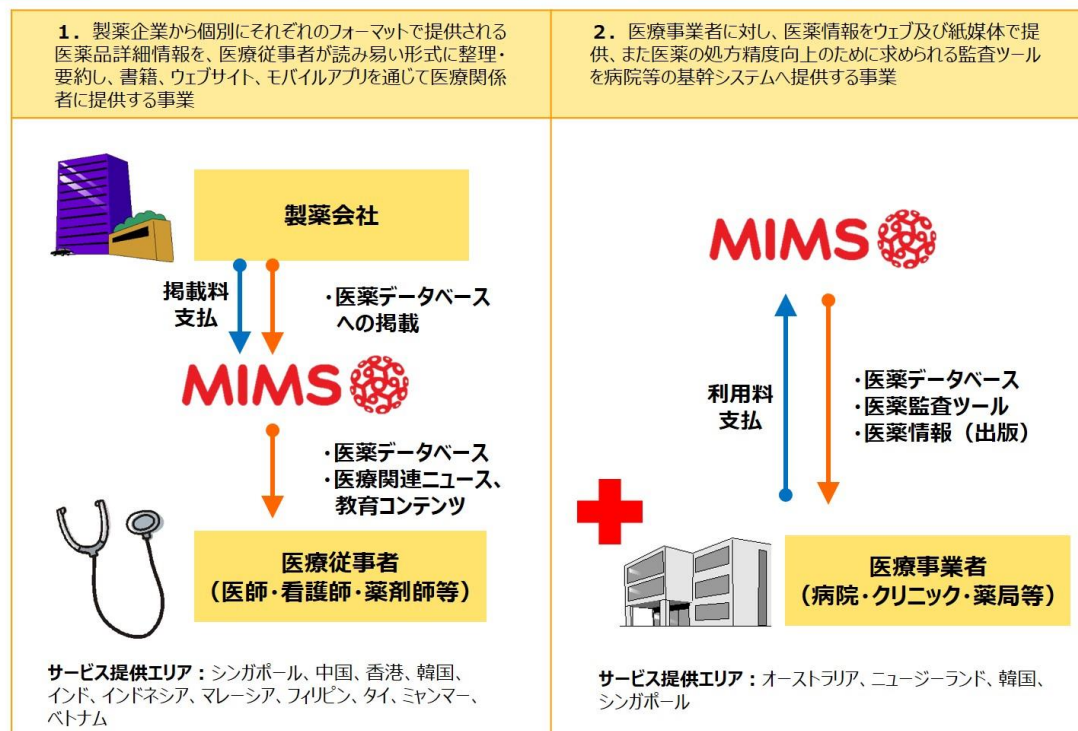 1. 製薬企業から個別にそれぞれのフォーマットで提供される
医薬品詳細情報を、医療従事者が読み易い形式に整理・
要約し、書籍、ウェブサイト、モバイルアプリを通じて医療関係
者に提供する事業
製薬会社
掲載料
支払
・医薬データベース
への掲載
MIMS
・医薬データベース
・医療関連ニュース、
教育コンテンツ
医療従事者
（医師・看護師・薬剤師等）
サービス提供エリア：シンガポール、中国、香港、韓国、
インド、インドネシア、マレーシア、フィリピン、タイ、ミャンマー、
ベトナム
2. 医療事業者に対し、医薬情報をウェブ及び紙媒体で提
供、また医薬の処方精度向上のために求められる監査ツール
を病院等の基幹システムへ提供する事業
MIMS
利用料
支払
・医薬データベース
・医薬監査ツール
・医薬情報（出版）
医療事業者
（病院・クリニック・薬局等）
サービス提供エリア：オーストラリア、ニュージーランド、韓国、
シンガポール